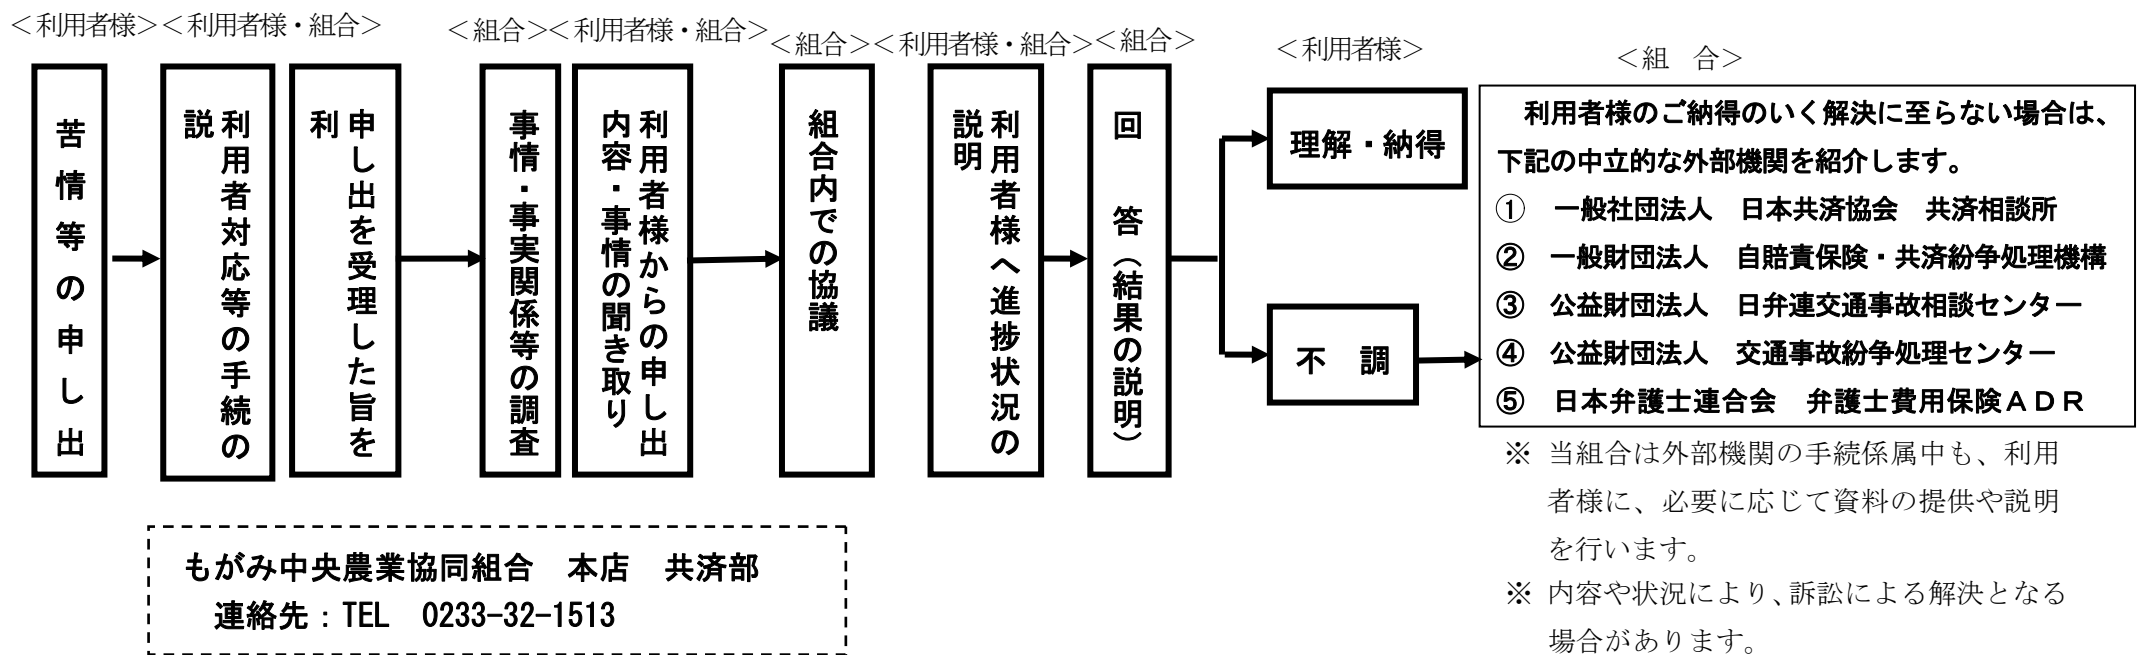 ＜利用者様＞
＜利用者様・組合＞
＜組合＞
＜利用者様・組合＞
＜組合＞
＜利用者様・組合＞
＜組合＞
＜利用者様＞
＜組　合＞
苦情等の申し出
利用者対応等の手続の
説
申し出を受理した旨を
利
事情・事実関係等の調査
利用者様からの申し出
内容・事情の聞き取り
組合内での協議
利用者様へ進捗状況の
説明
回　答（結果の説明）
理解・納得
不　調
利用者様のご納得のいく解決に至らない場合は、
下記の中立的な外部機関を紹介します。
①　一般社団法人　日本共済協会　共済相談所
②　一般財団法人　自賠責保険・共済紛争処理機構
③　公益財団法人　日弁連交通事故相談センター
④　公益財団法人　交通事故紛争処理センター
⑤　日本弁護士連合会　弁護士費用保険ＡＤＲ
※ 当組合は外部機関の手続係属中も、利用
者様に、必要に応じて資料の提供や説明
を行います。
※ 内容や状況により、訴訟による解決となる
場合があります。
もがみ中央農業協同組合　本店　共済部
連絡先：TEL　0233-32-1513